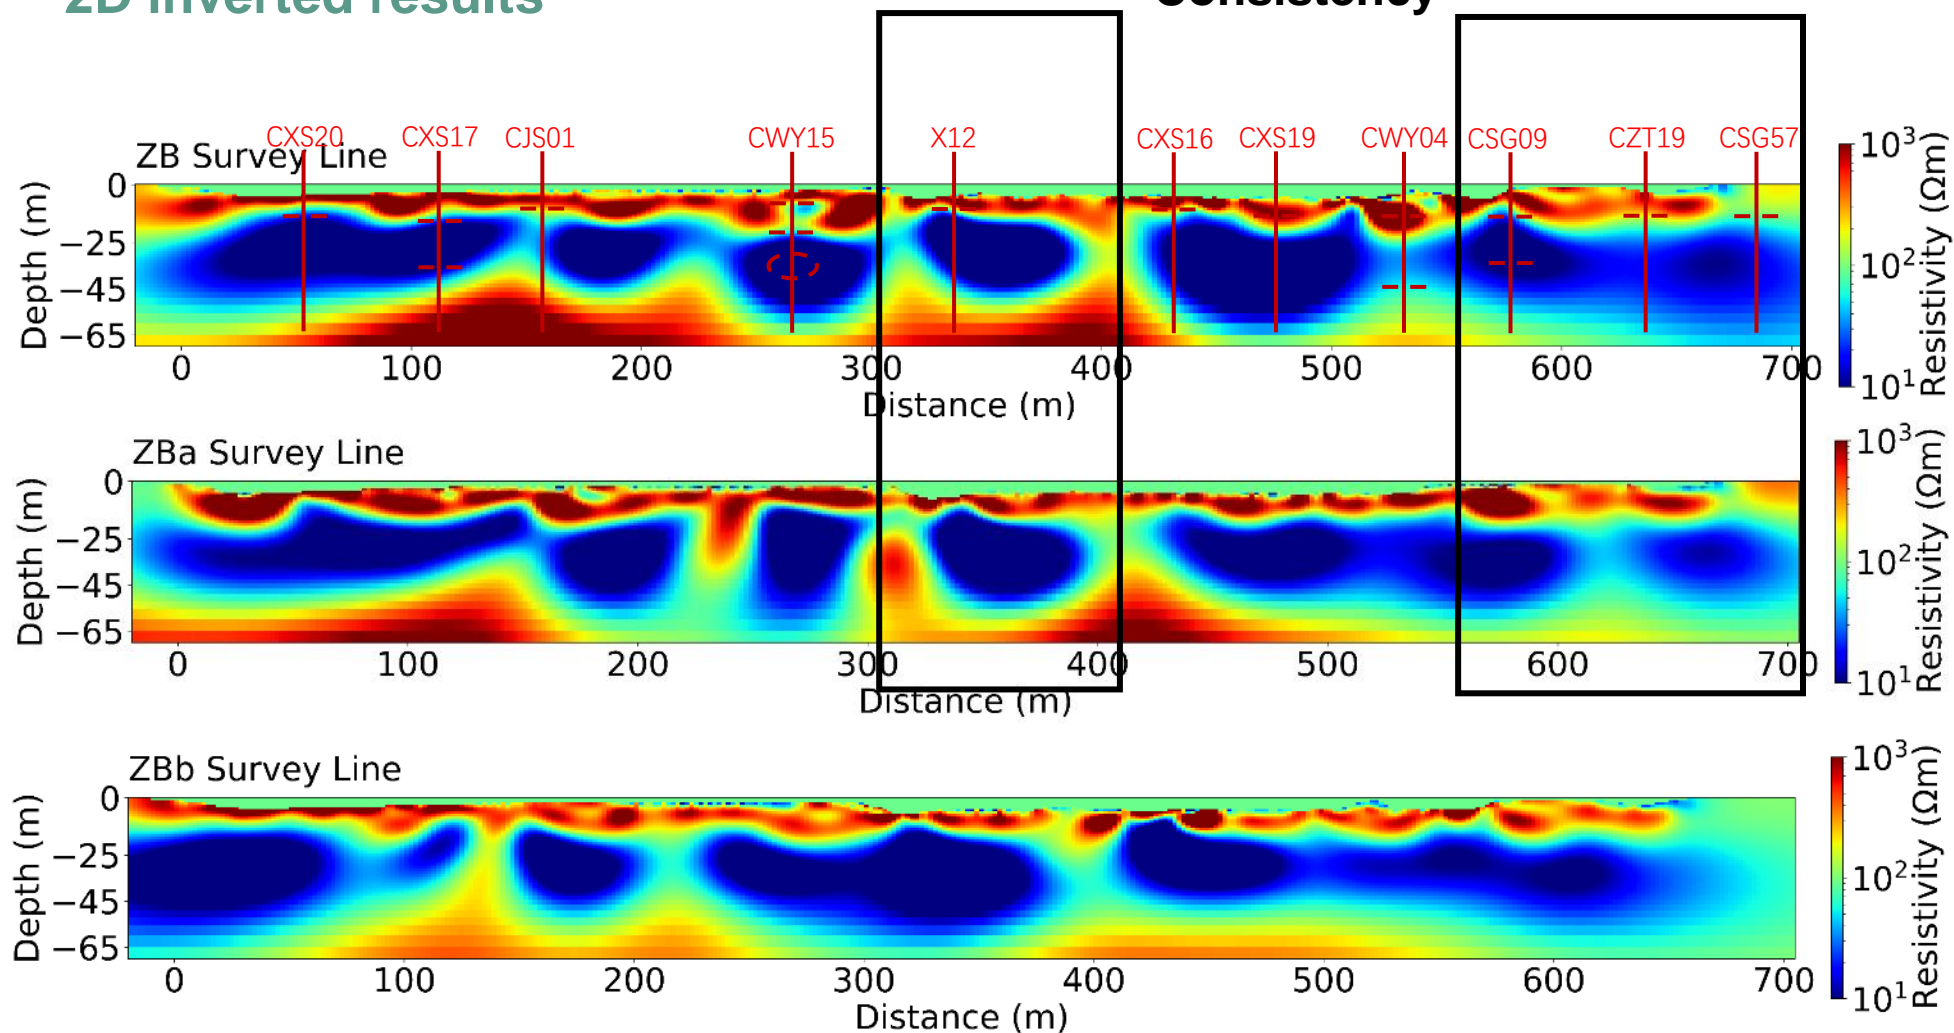 2D inverted results
Consistency
CXS20 CXS17 CJS01 CWY15 X12 CXS16 CXS19 CWY04 CSG09 CZT19 CSG57
ZB Survey Line
Depth (m)
0
−25
−45
−65
0 100 200 300 400 500 600 700
Distance (m)
10³
10²
10¹
Resistivity (Ωm)
ZBa Survey Line
Depth (m)
0
−25
−45
−65
0 100 200 300 400 500 600 700
Distance (m)
10³
10²
10¹
Resistivity (Ωm)
ZBb Survey Line
Depth (m)
0
−25
−45
−65
0 100 200 300 400 500 600 700
Distance (m)
10³
10²
10¹
Resistivity (Ωm)